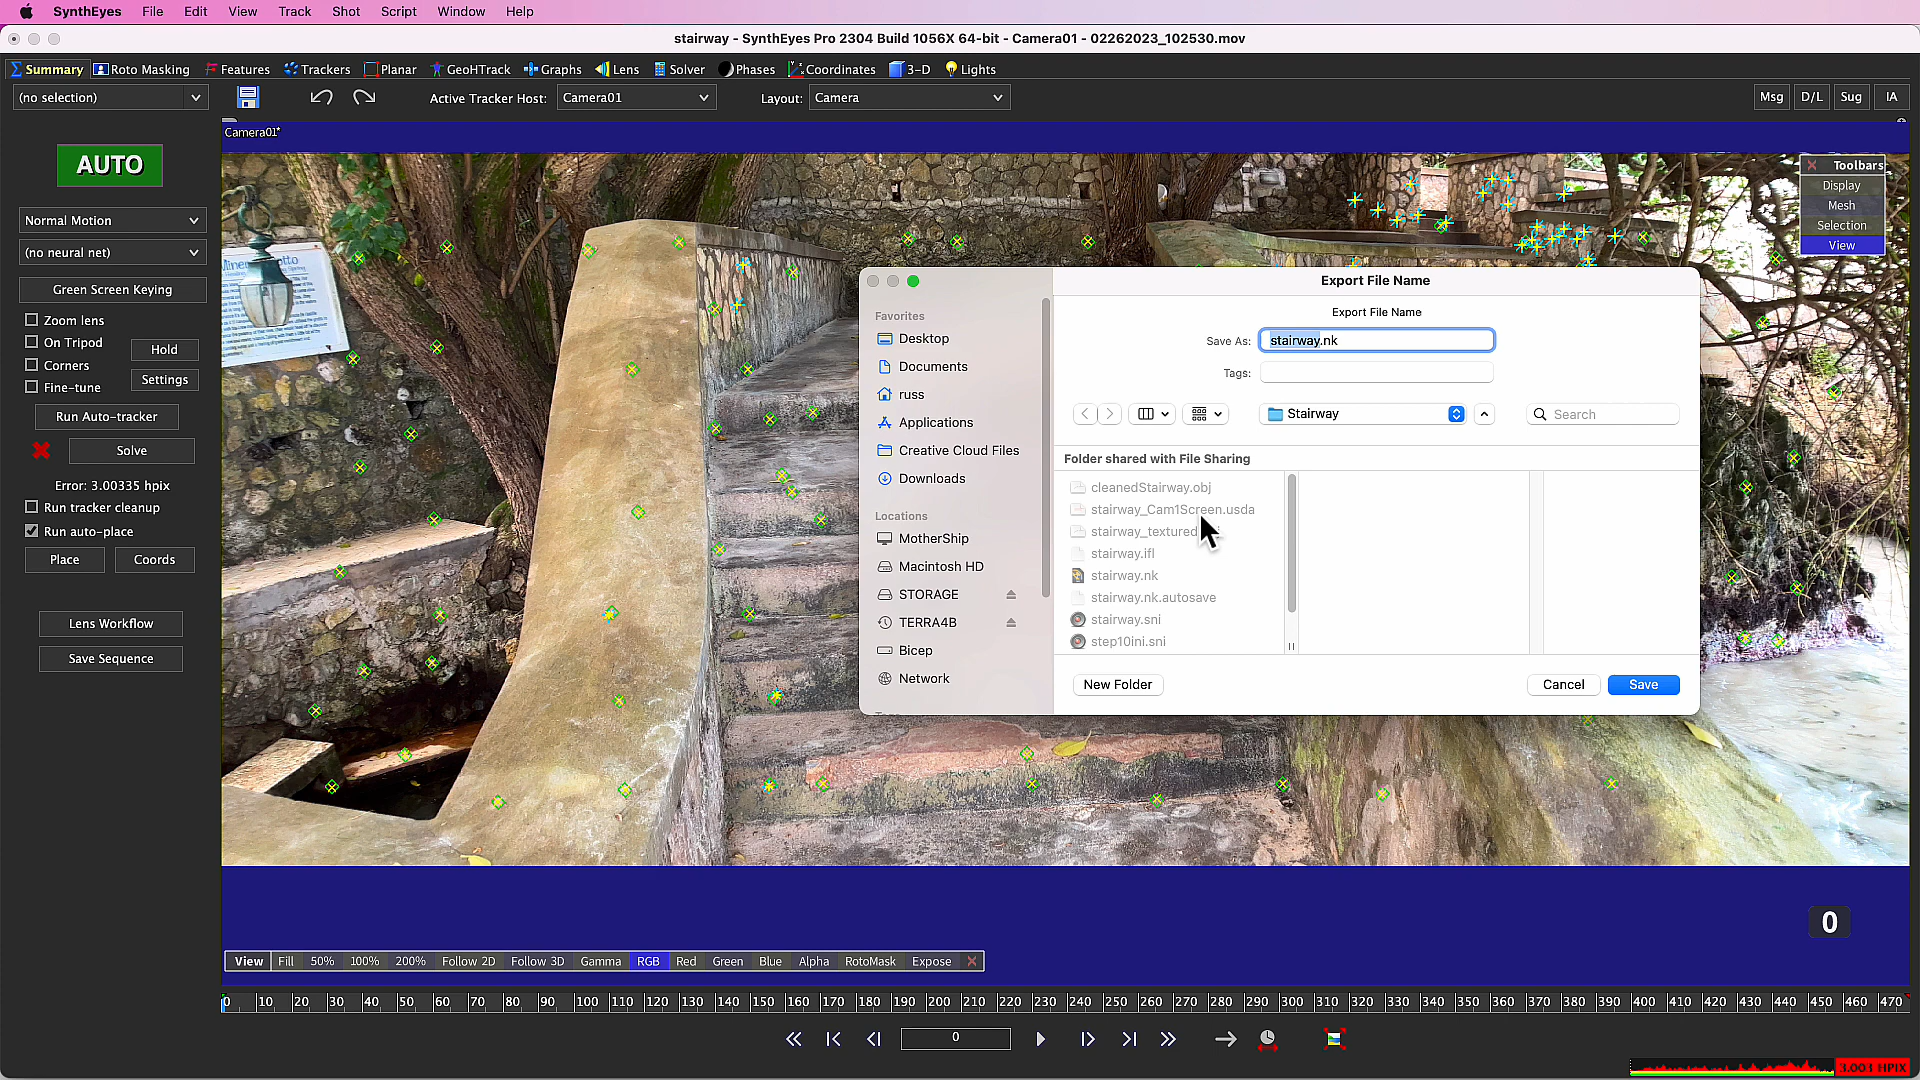 SynthEyes File Edit View Track Shot Script Window Help
stairway - SynthEyes Pro 2304 Build 1056X 64-bit - Camera01 - 02262023_102530.mov
Summary Roto Masking Features Trackers Planar GeoHTrack Graphs Lens Solver Phases Coordinates 3-D Lights
(no selection) Active Tracker Host: Camera01 Layout: Camera Msg D/L Sug IA
Camera01*
AUTO
Normal Motion
(no neural net)
Green Screen Keying
Zoom lens
On Tripod
Hold
Corners
Settings
Fine-tune
Run Auto-tracker
Solve
Error: 3.00335 hpix
Run tracker cleanup
Run auto-place
Place Coords
Lens Workflow
Save Sequence
Toolbars
Display
Mesh
Selection
View
Export File Name
Export File Name
Save As: stairway.nk
Tags:
Stairway
Search
Favorites
Desktop
Documents
russ
Applications
Creative Cloud Files
Downloads
Locations
MotherShip
Macintosh HD
STORAGE
TERRA4B
Bicep
Network
Folder shared with File Sharing
cleanedStairway.obj
stairway_Cam1Screen.usda
stairway_textured
stairway.ifl
stairway.nk
stairway.nk.autosave
stairway.sni
step10ini.sni
New Folder Cancel Save
0
View Fill 50% 100% 200% Follow 2D Follow 3D Gamma RGB Red Green Blue Alpha RotoMask Expose
0 10 20 30 40 50 60 70 80 90 100 110 120 130 140 150 160 170 180 190 200 210 220 230 240 250 260 270 280 290 300 310 320 330 340 350 360 370 380 390 400 410 420 430 440 450 460 470
0
3.003 HPIX